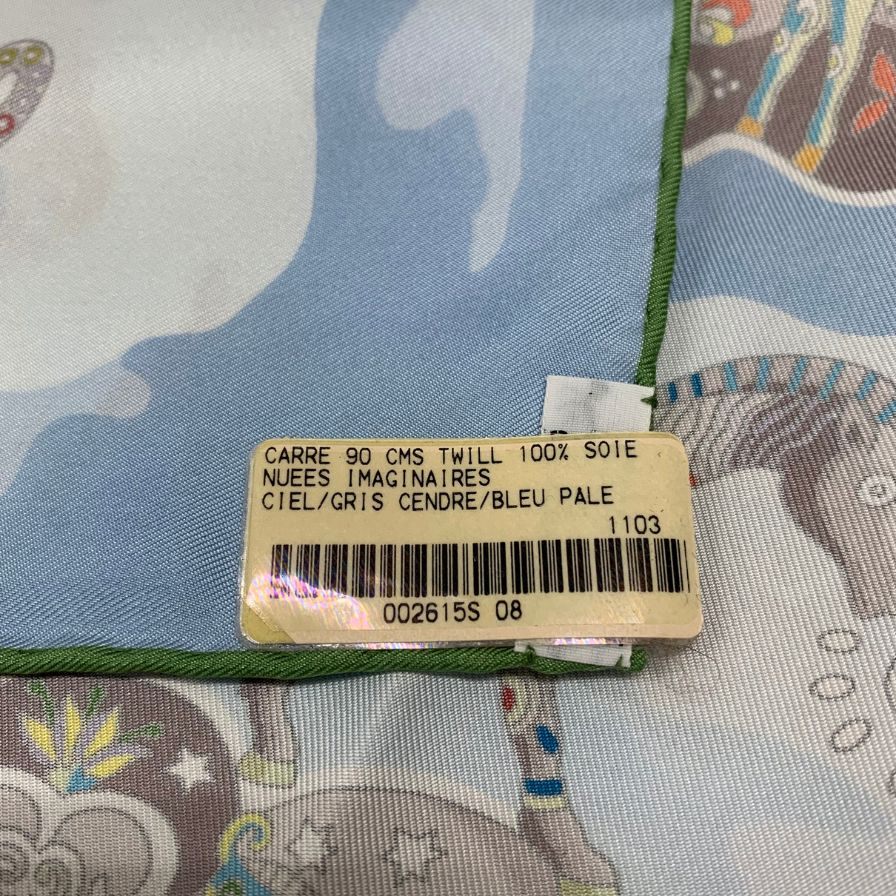 CARRE 90 CMS TWILL 100% SOIE
NUEES IMAGINAIRES
CIEL/GRIS CENDRE/BLEU PALE
1103
002615S 08